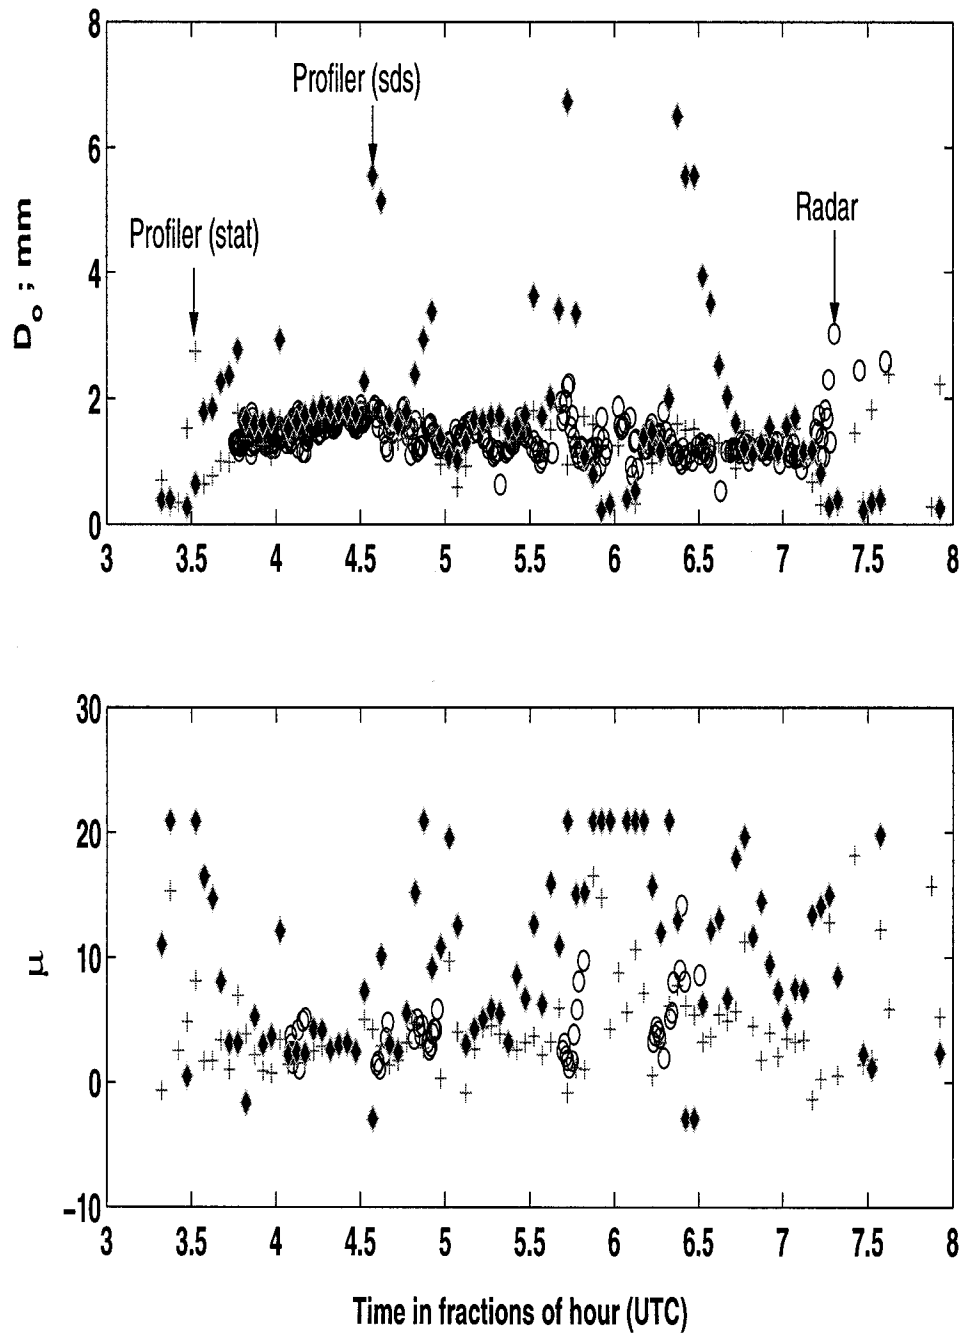 8
Profiler (sds)
6
Radar
Profiler (stat)
D₀ ; mm
4
2
0
3 3.5 4 4.5 5 5.5 6 6.5 7 7.5 8
30
20
μ
10
0
−10
3 3.5 4 4.5 5 5.5 6 6.5 7 7.5 8
Time in fractions of hour (UTC)